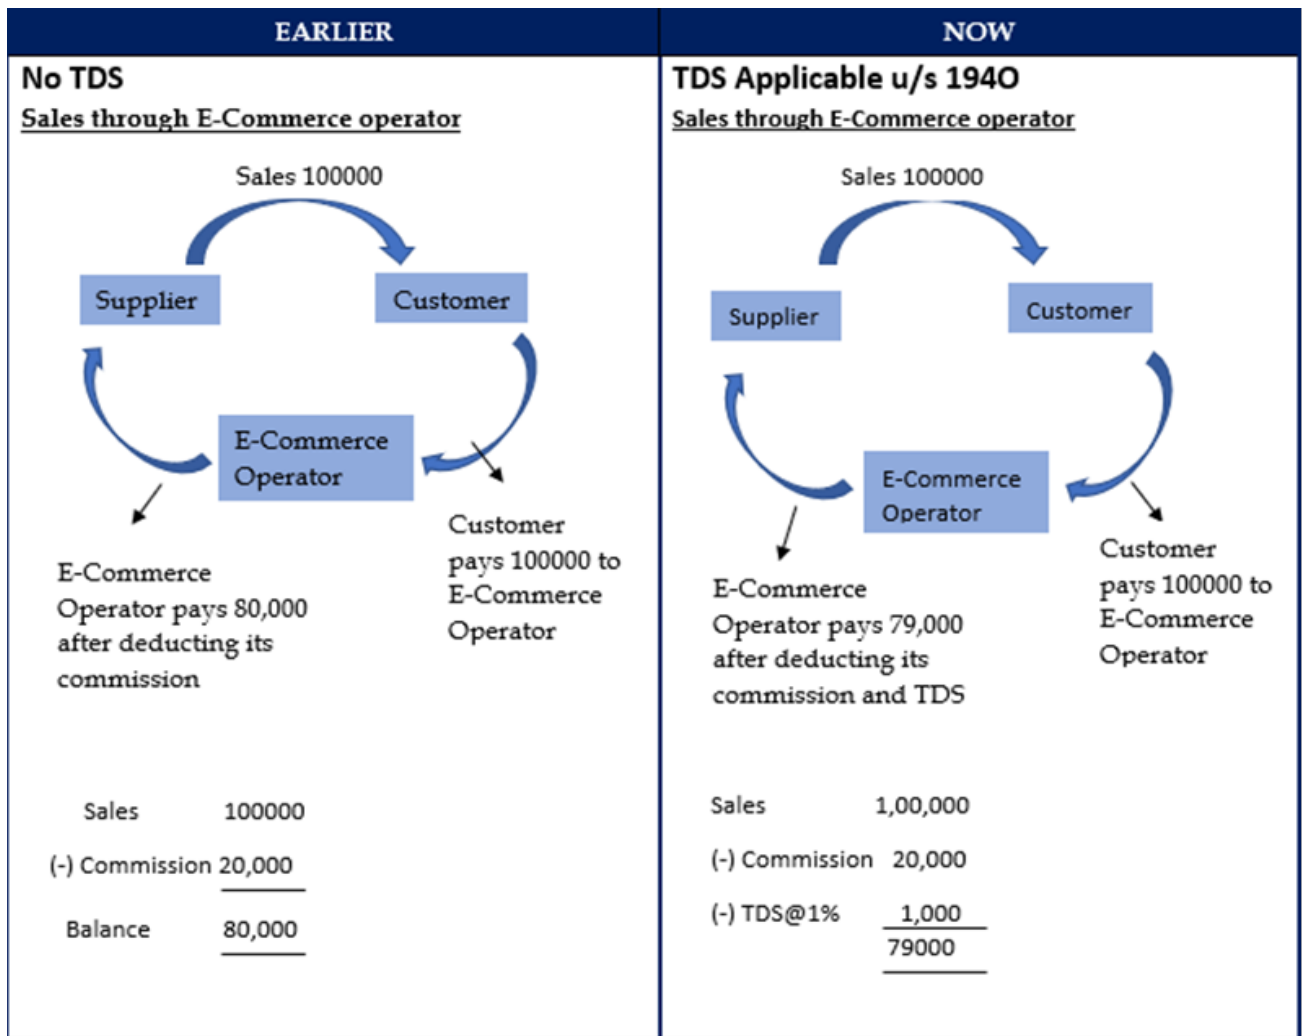 EARLIER
No TDS
Sales through E-Commerce operator
Sales 100000
Supplier
Customer
E-Commerce
Operator
Customer
pays 100000 to
E-Commerce
Operator
E-Commerce
Operator pays 80,000
after deducting its
commission
Sales 100000
(-) Commission 20,000
Balance 80,000
NOW
TDS Applicable u/s 194O
Sales through E-Commerce operator
Sales 100000
Supplier
Customer
E-Commerce
Operator
Customer
pays 100000 to
E-Commerce
Operator
E-Commerce
Operator pays 79,000
after deducting its
commission and TDS
Sales 1,00,000
(-) Commission 20,000
(-) TDS@1% 1,000
79000